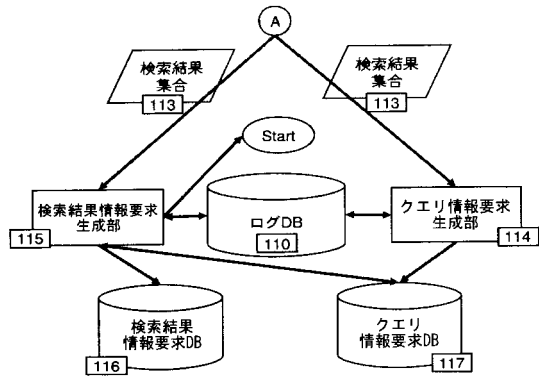 A
検索結果
集合
113
検索結果
集合
113
Start
検索結果情報要求
生成部
115
ログDB
110
クエリ情報要求
生成部
114
検索結果
情報要求DB
116
クエリ
情報要求DB
117